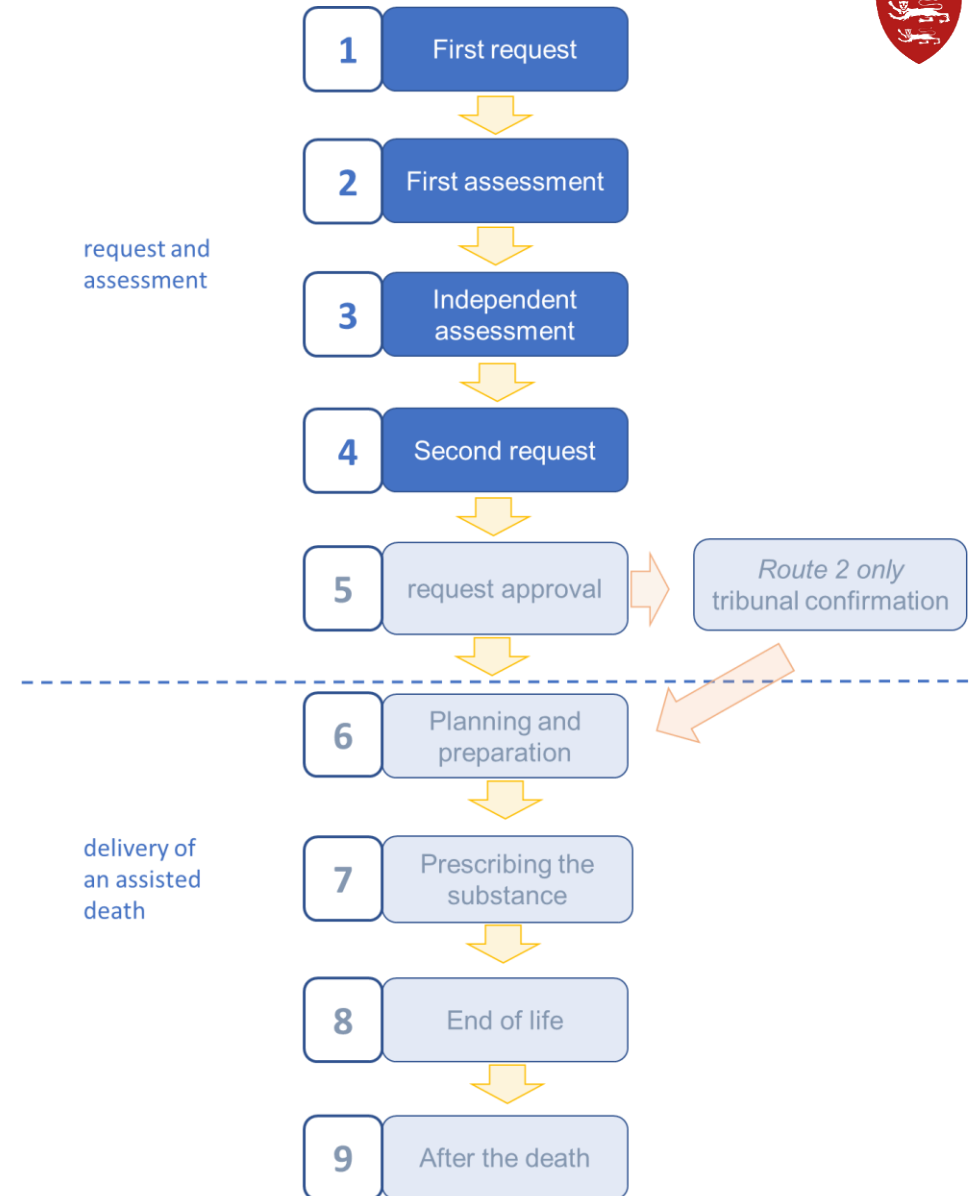 1
First request
2
First assessment
request and
assessment
3
Independent
assessment
4
Second request
5
request approval
Route 2 only
tribunal confirmation
6
Planning and
preparation
delivery of
an assisted
death
7
Prescribing the
substance
8
End of life
9
After the death